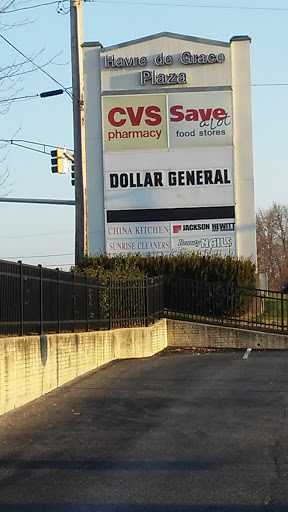 Havre de Grace
Plaza
CVS
pharmacy
Save
a lot
food stores
DOLLAR GENERAL
CHINA KITCHEN
JACKSON HEWITT
SUNRISE CLEANERS
Beauty NAILS